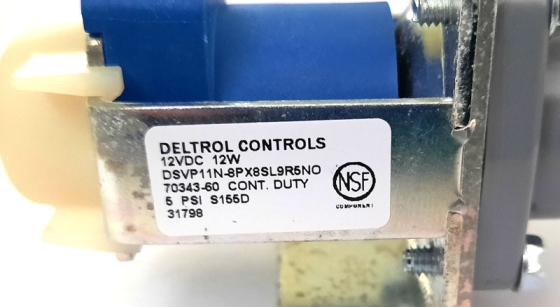 DELTROL CONTROLS
12VDC 12W
DSVP11N-8PX8SL9R5NO
70343-60 CONT. DUTY
5 PSI S155D
31798
NSF
COMPONENT